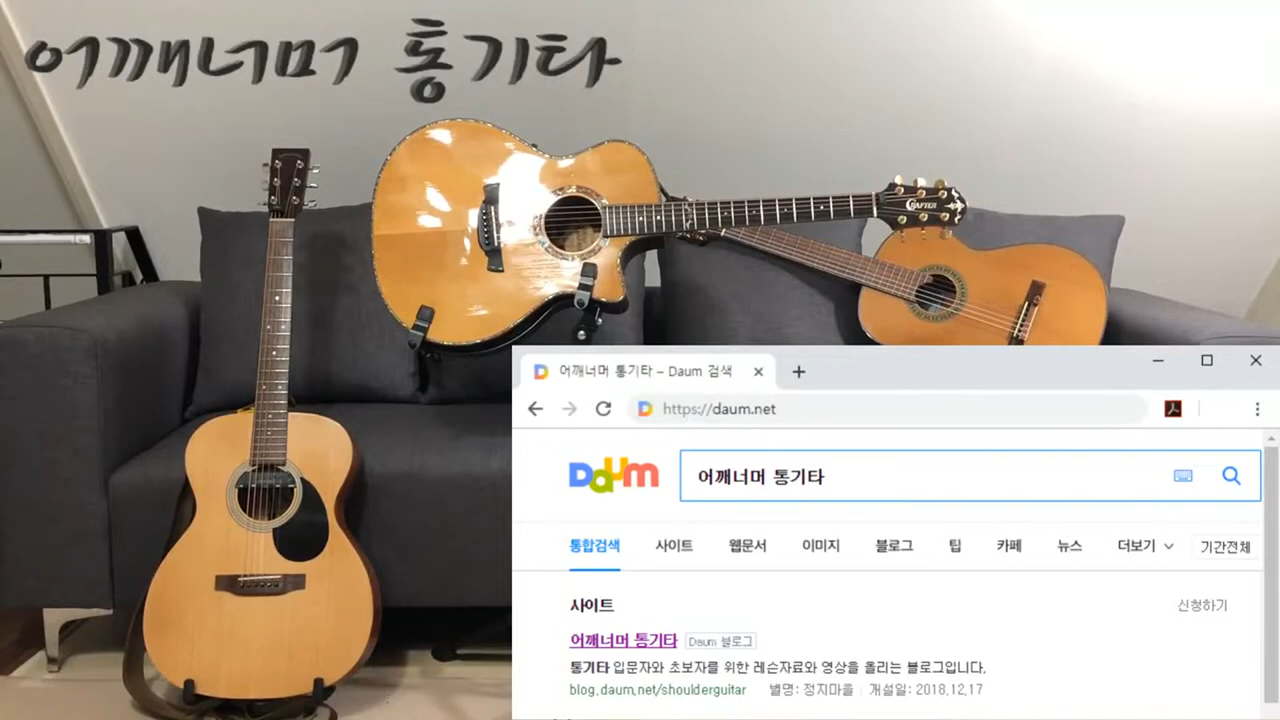 어깨너머 통기타
CRAFTER
어깨너머 통기타 – Daum 검색
https://daum.net
Daum
어깨너머 통기타
통합검색 사이트 웹문서 이미지 블로그 팁 카페 뉴스 더보기 기간전체
사이트 신청하기
어깨너머 통기타 Daum 블로그
통기타 입문자와 초보자를 위한 레슨자료와 영상을 올리는 블로그입니다.
blog.daum.net/shoulderguitar 별명: 정지마을 개설일: 2018.12.17